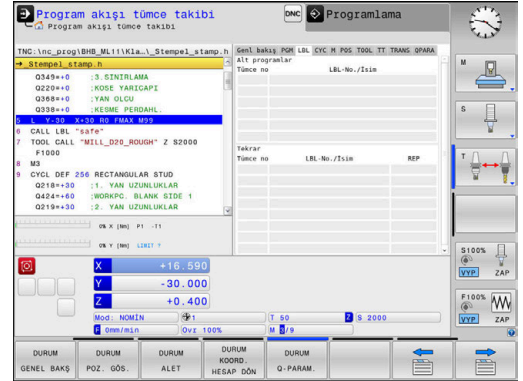 Program akışı tümce takibi
Program akışı tümce takibi
DNC
Programlama
TNC:\nc_prog\BHB_ML11\Kla…\_Stempel_stamp.h
→_Stempel_stamp.h
Q349=+0 ;3.SINIRLAMA
Q220=+0 ;KOSE YARICAPI
Q368=+0 ;YAN OLCU
Q338=+0 ;KESME PERDAHL.
5 L Y-30 X+30 R0 FMAX M99
6 CALL LBL "safe"
7 TOOL CALL "MILL_D20_ROUGH" Z S2000
F1000
8 M3
9 CYCL DEF 256 RECTANGULAR STUD
Q218=+30 ;1. YAN UZUNLUKLAR
Q424=+60 ;WORKPC. BLANK SIDE 1
Q219=+30 ;2. YAN UZUNLUKLAR
Genl bakış PGM LBL CYC M POS TOOL TT TRANS QPARA
Alt programlar
Tümce no LBL-No./İsim
Tekrar
Tümce no LBL-No./İsim REP
0% X [Nm] P1 -T1
0% Y [Nm] LIMIT 1
X +16.590
Y -30.000
Z +0.400
Mod: NOMİN 1 T 50 Z S 2000
F 0mm/min Ovr 100% M 3/9
M
S
T
S100%
VYP ZAP
F100%
VYP ZAP
DURUM
GENEL BAKŞ
DURUM
POZ. GÖS.
DURUM
ALET
DURUM
KOORD.
HESAP DÖN
DURUM
Q-PARAM.